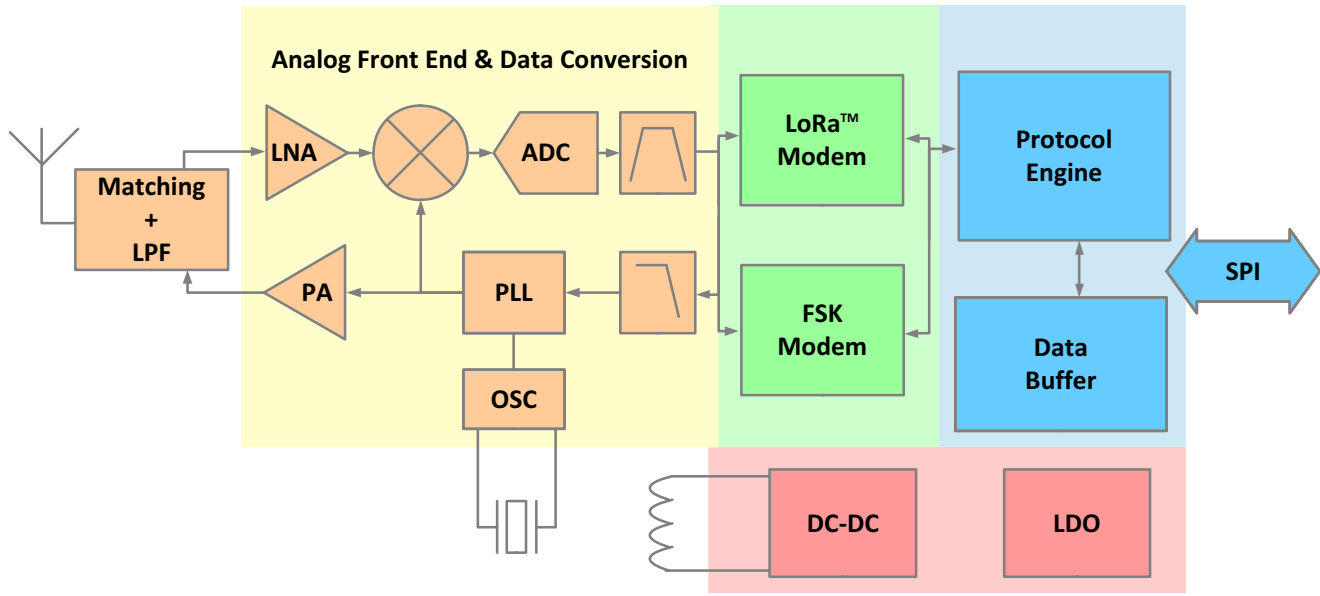 Analog Front End & Data Conversion
LNA
ADC
LoRa™
Modem
Protocol
Engine
Matching
+
LPF
PA
PLL
FSK
Modem
SPI
Data
Buffer
OSC
DC-DC
LDO